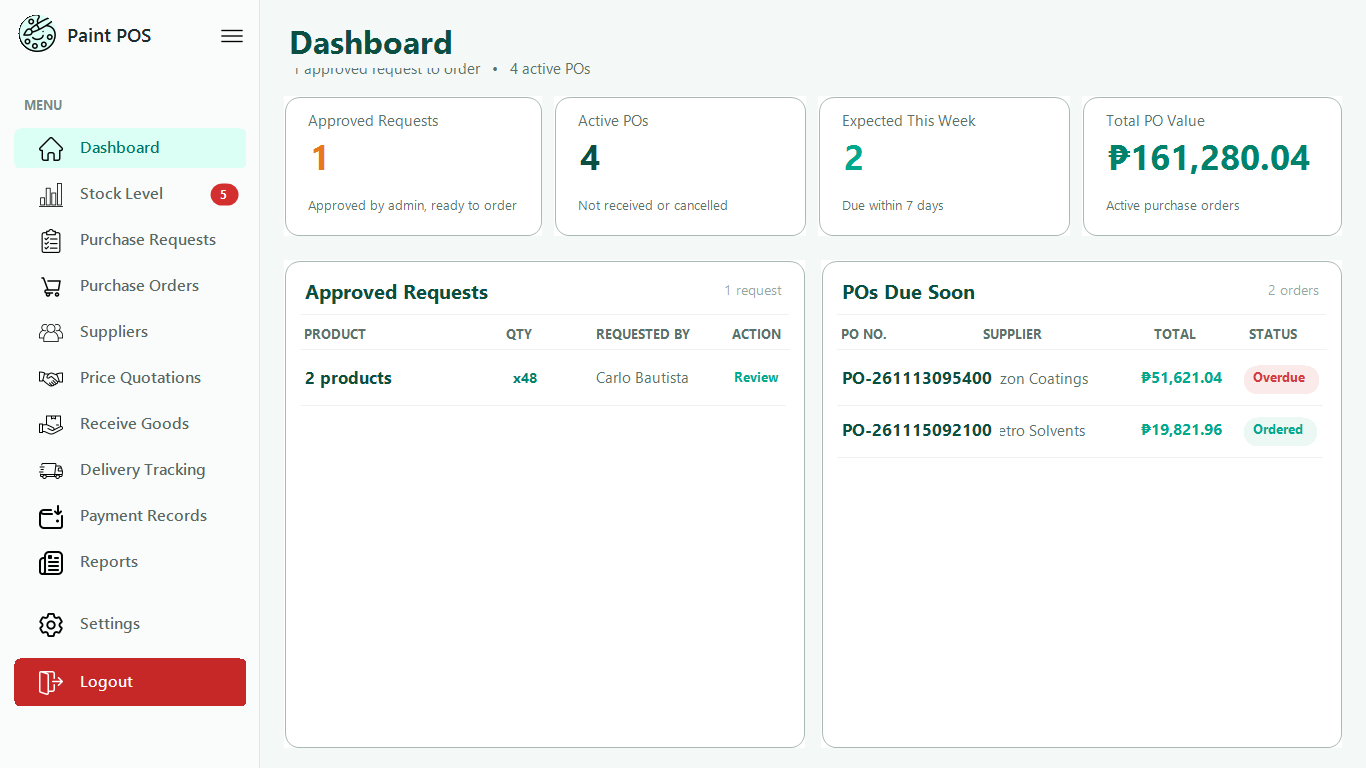 Paint POS
MENU
Dashboard
Stock Level 5
Purchase Requests
Purchase Orders
Suppliers
Price Quotations
Receive Goods
Delivery Tracking
Payment Records
Reports
Settings
Logout
Dashboard
1 approved request to order • 4 active POs
Approved Requests
1
Approved by admin, ready to order
Active POs
4
Not received or cancelled
Expected This Week
2
Due within 7 days
Total PO Value
₱161,280.04
Active purchase orders
Approved Requests 1 request
PRODUCT QTY REQUESTED BY ACTION
2 products x48 Carlo Bautista Review
POs Due Soon 2 orders
PO NO. SUPPLIER TOTAL STATUS
PO-261113095400 zon Coatings ₱51,621.04 Overdue
PO-261115092100 etro Solvents ₱19,821.96 Ordered